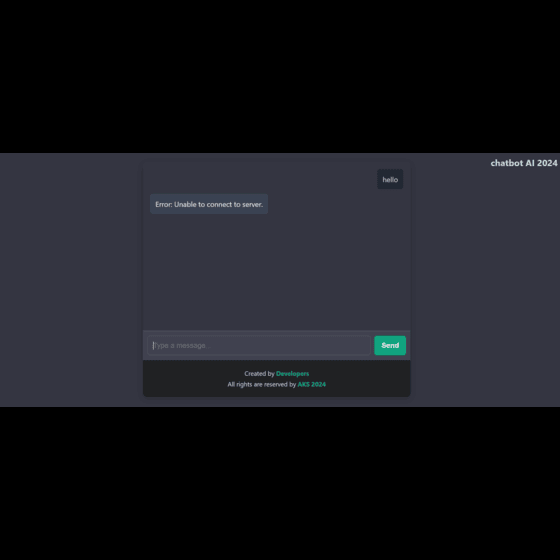 chatbot AI 2024
hello
Error: Unable to connect to server.
Type a message...
Send
Created by Developers
All rights are reserved by AKS 2024